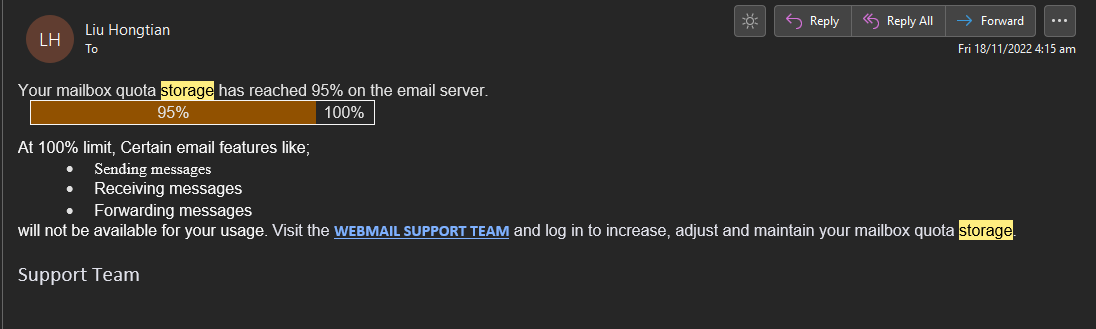 LH
Liu Hongtian
To
Reply
Reply All
Forward
Fri 18/11/2022 4:15 am
Your mailbox quota storage has reached 95% on the email server.
95% 100%
At 100% limit, Certain email features like;
• Sending messages
• Receiving messages
• Forwarding messages
will not be available for your usage. Visit the WEBMAIL SUPPORT TEAM and log in to increase, adjust and maintain your mailbox quota storage.
Support Team